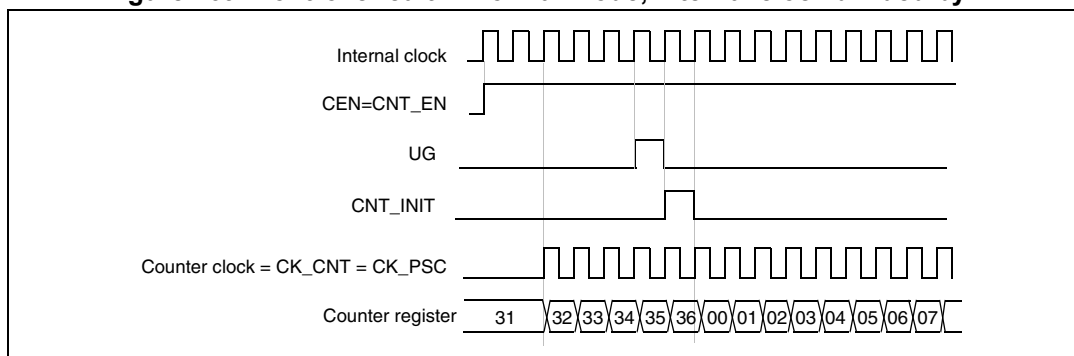 Internal clock
CEN=CNT_EN
UG
CNT_INIT
Counter clock = CK_CNT = CK_PSC
Counter register 31 32 33 34 35 36 00 01 02 03 04 05 06 07